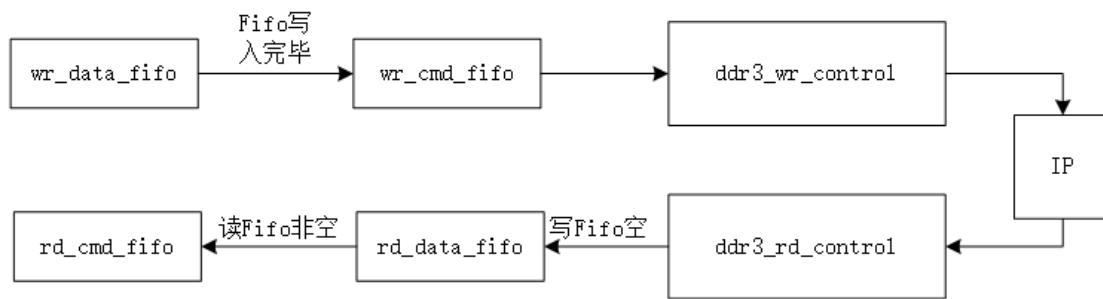 Fifo写
入完毕
wr_data_fifo
wr_cmd_fifo
ddr3_wr_control
IP
rd_cmd_fifo
读Fifo非空
rd_data_fifo
写Fifo空
ddr3_rd_control